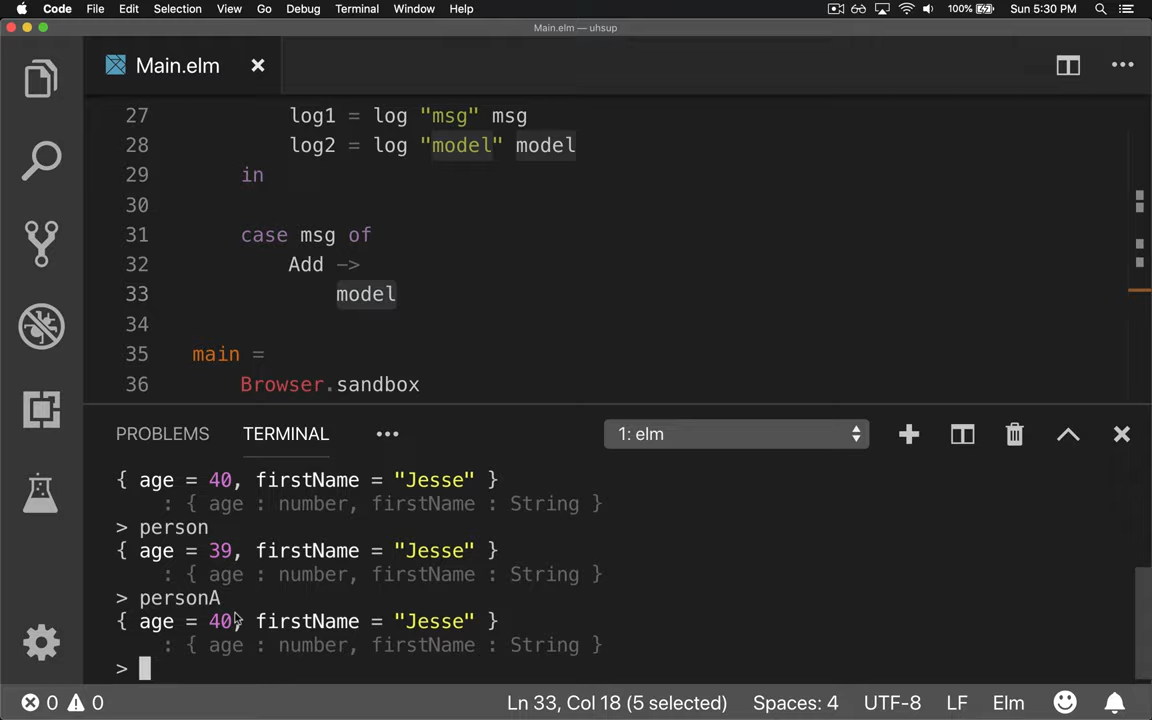 Code File Edit Selection View Go Debug Terminal Window Help 100% Sun 5:30 PM
Main.elm — uhsup
Main.elm
27 log1 = log "msg" msg
28 log2 = log "model" model
29 in
30
31 case msg of
32 Add ->
33 model
34
35 main =
36 Browser.sandbox
PROBLEMS TERMINAL 1: elm
{ age = 40, firstName = "Jesse" }
: { age : number, firstName : String }
> person
{ age = 39, firstName = "Jesse" }
: { age : number, firstName : String }
> personA
{ age = 40, firstName = "Jesse" }
: { age : number, firstName : String }
>
0 0 Ln 33, Col 18 (5 selected) Spaces: 4 UTF-8 LF Elm